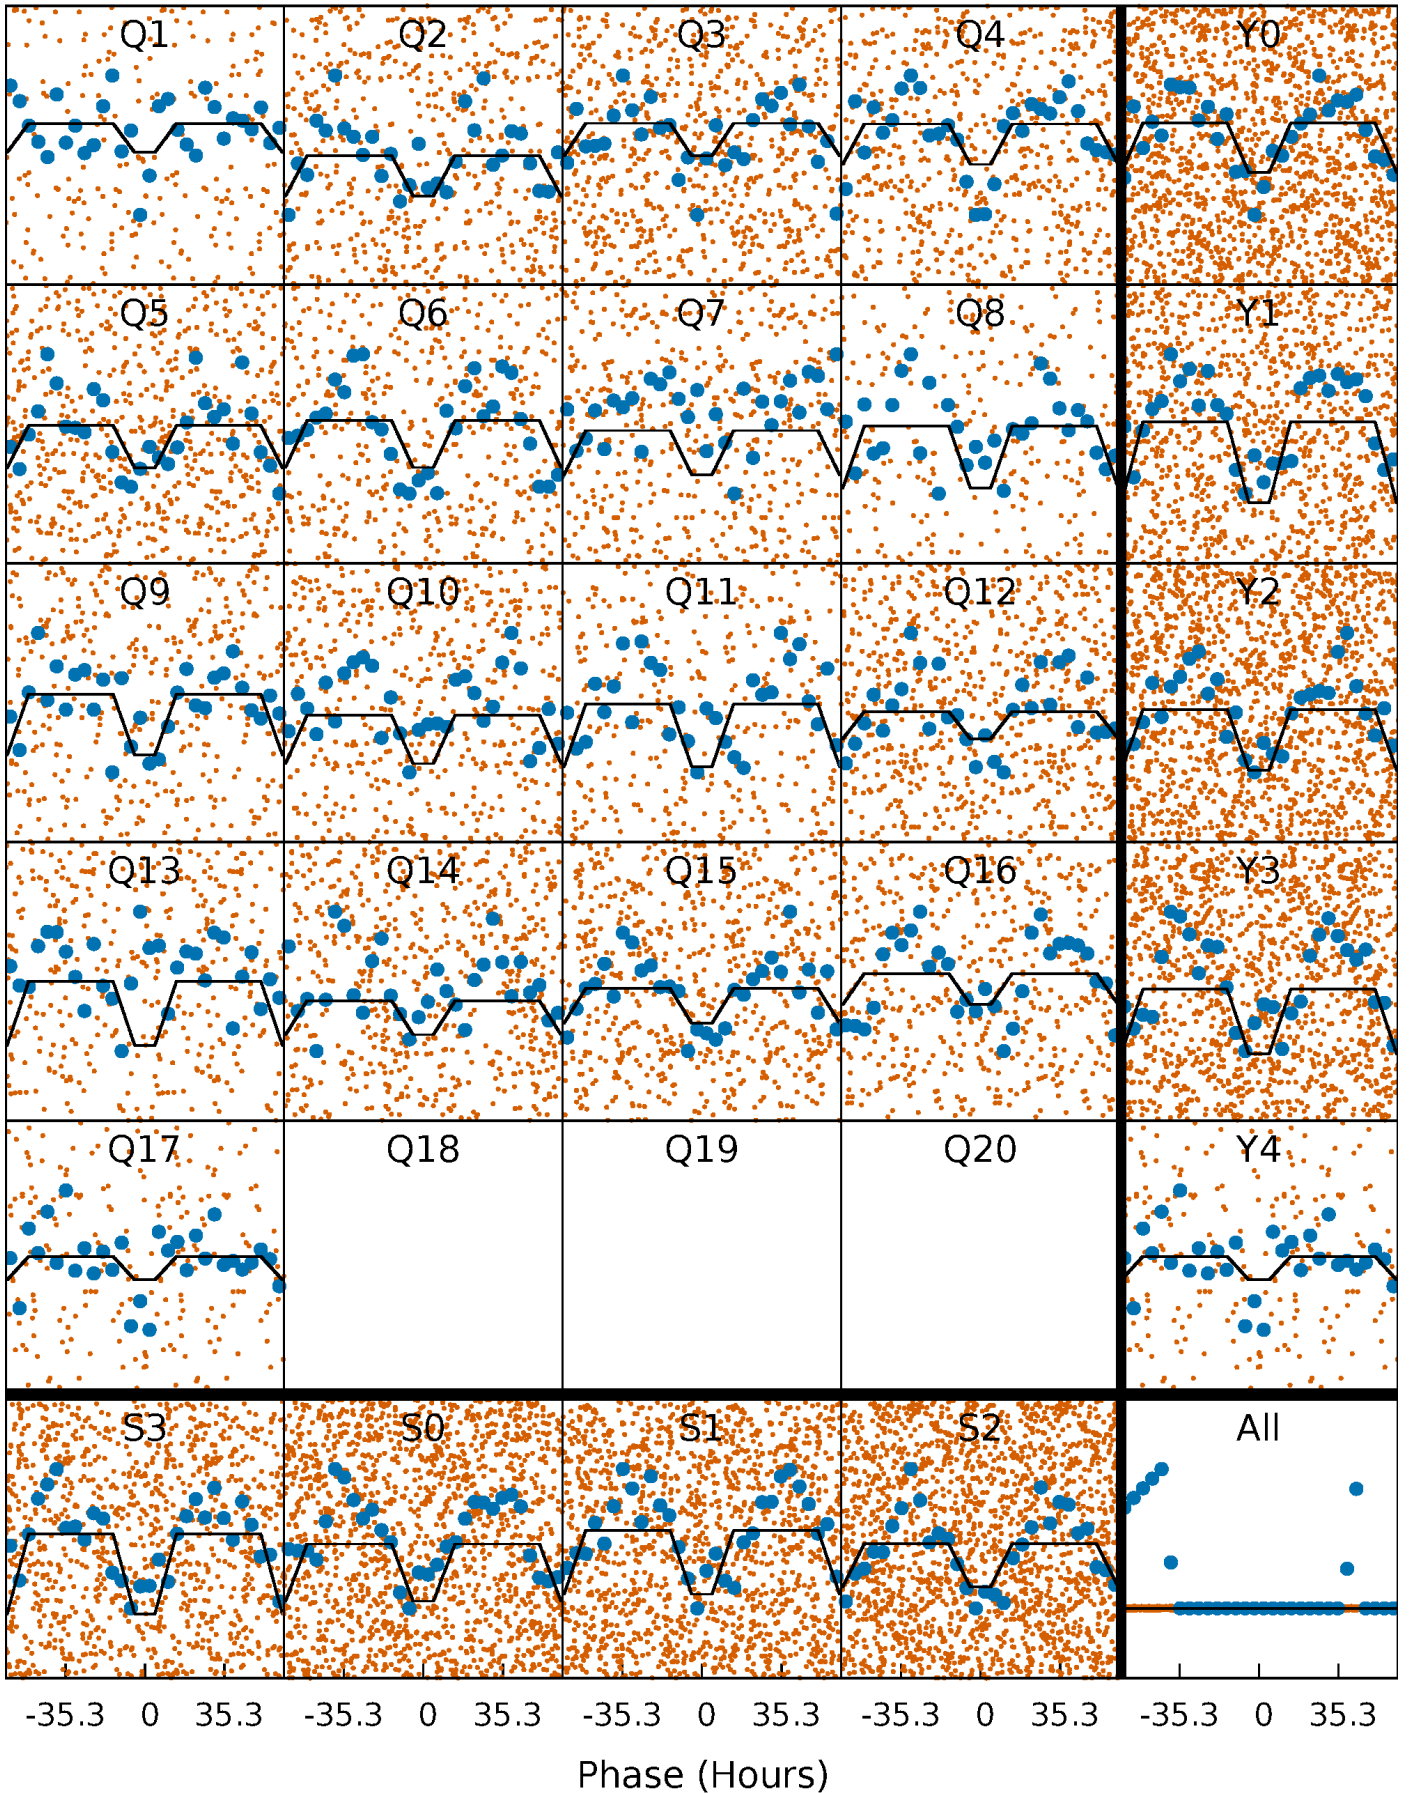 Q1 Q2 Q3 Q4 Y0
Q5 Q6 Q7 Q8 Y1
Q9 Q10 Q11 Q12 Y2
Q13 Q14 Q15 Q16 Y3
Q17 Q18 Q19 Q20 Y4
S3 S0 S1 S2 All
-35.3 0 35.3 -35.3 0 35.3 -35.3 0 35.3 -35.3 0 35.3 -35.3 0 35.3
Phase (Hours)